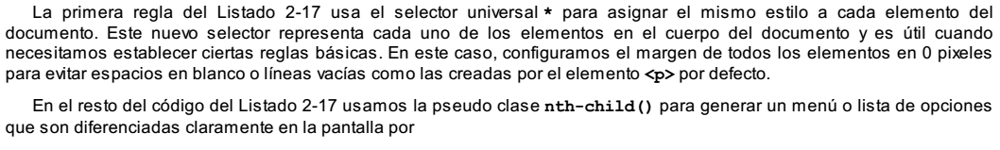 La primera regla del Listado 2-17 usa el selector universal * para asignar el mismo estilo a cada elemento del
documento. Este nuevo selector representa cada uno de los elementos en el cuerpo del documento y es útil cuando
necesitamos establecer ciertas reglas básicas. En este caso, configuramos el margen de todos los elementos en 0 pixeles
para evitar espacios en blanco o líneas vacías como las creadas por el elemento <p> por defecto.
En el resto del código del Listado 2-17 usamos la pseudo clase nth-child() para generar un menú o lista de opciones
que son diferenciadas claramente en la pantalla por